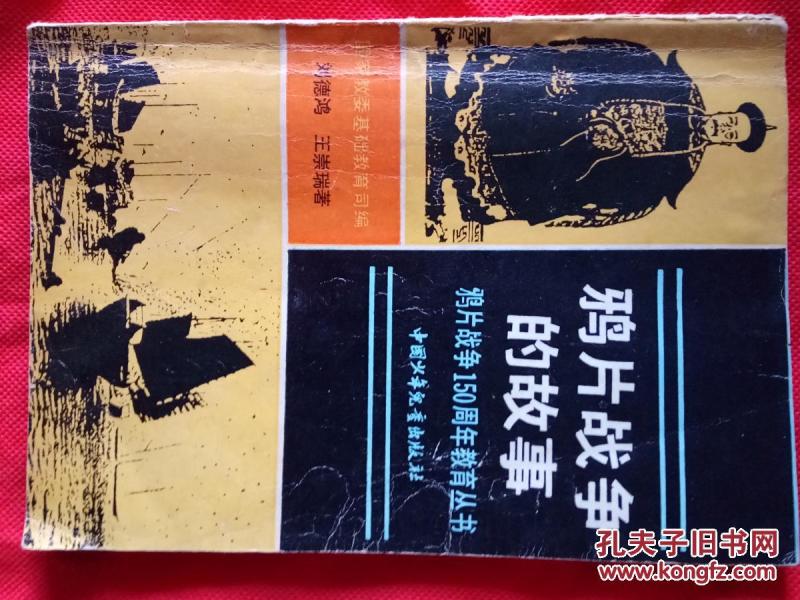 国家教委基础教育司编
刘德鸿 王崇瑞著
鸦片战争
的故事
鸦片战争150周年教育丛书
中国少年儿童出版社
孔夫子旧书网
www.kongfz.com